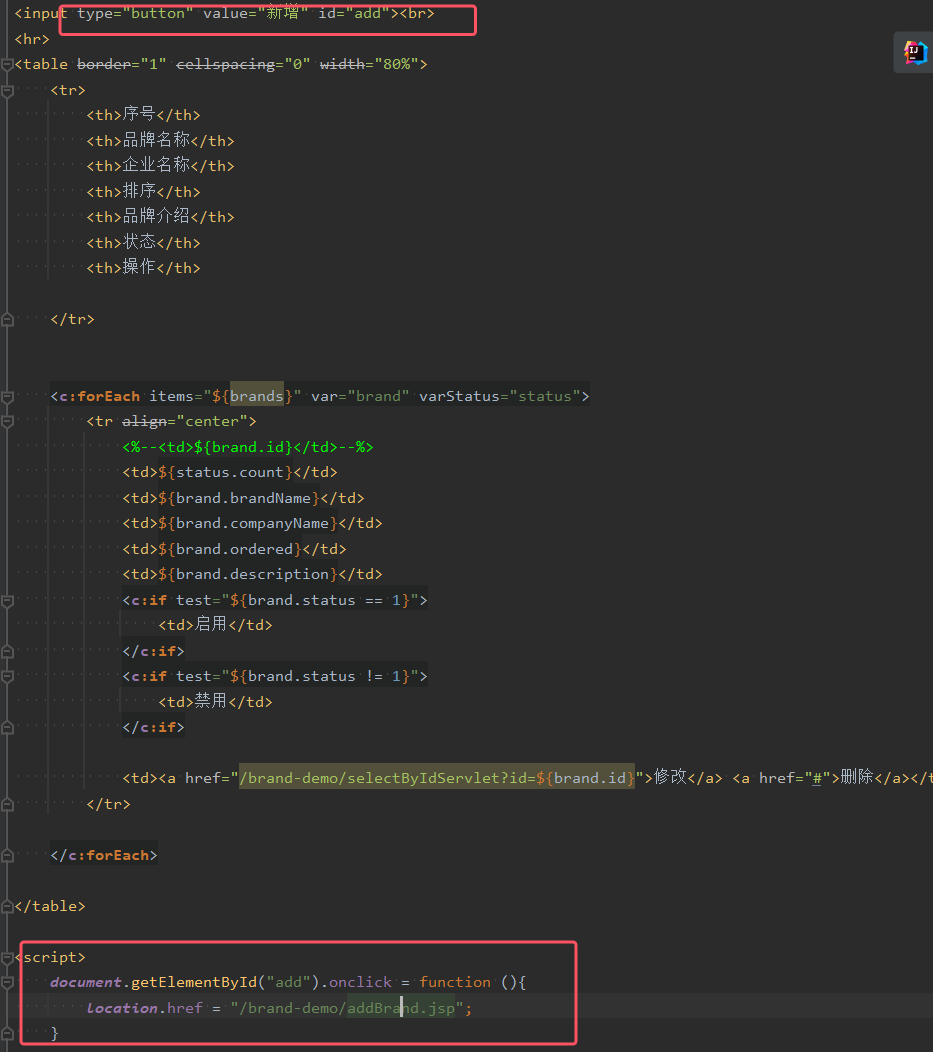 <input type="button" value="新增" id="add"><br>
<hr>
<table border="1" cellspacing="0" width="80%">
<tr>
<th>序号</th>
<th>品牌名称</th>
<th>企业名称</th>
<th>排序</th>
<th>品牌介绍</th>
<th>状态</th>
<th>操作</th>
</tr>
<c:forEach items="${brands}" var="brand" varStatus="status">
<tr align="center">
<%--<td>${brand.id}</td>--%>
<td>${status.count}</td>
<td>${brand.brandName}</td>
<td>${brand.companyName}</td>
<td>${brand.ordered}</td>
<td>${brand.description}</td>
<c:if test="${brand.status == 1}">
<td>启用</td>
</c:if>
<c:if test="${brand.status != 1}">
<td>禁用</td>
</c:if>
<td><a href="/brand-demo/selectByIdServlet?id=${brand.id}">修改</a> <a href="#">删除</a></t
</tr>
</c:forEach>
</table>
<script>
document.getElementById("add").onclick = function (){
location.href = "/brand-demo/addBrand.jsp";
}
IJ